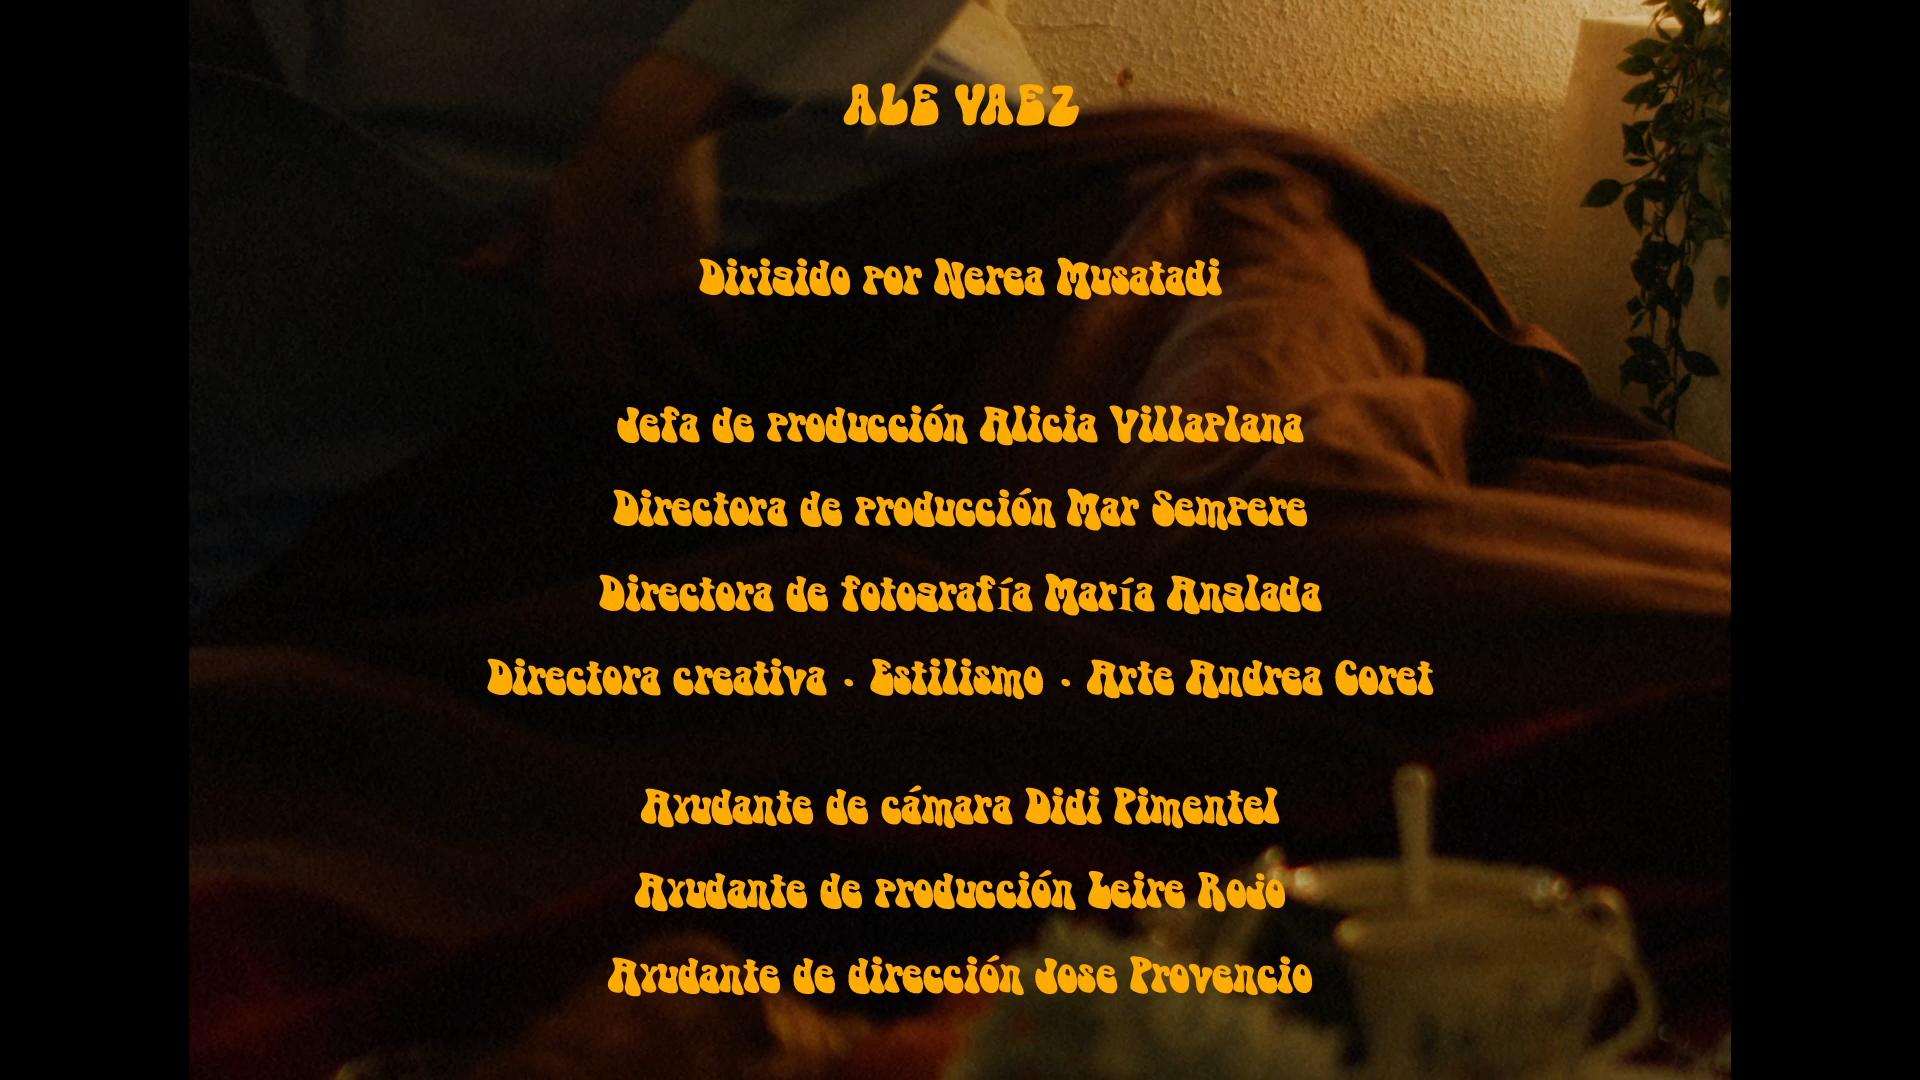 ALE VAEZ
Dirigido por Nerea Musatadi
Jefa de producción Alicia Villaplana
Directora de producción Mar Sempere
Directora de fotografía María Anglada
Directora creativa · Estilismo · Arte Andrea Coret
Ayudante de cámara Didi Pimentel
Ayudante de producción Leire Rojo
Ayudante de dirección Jose Provencio